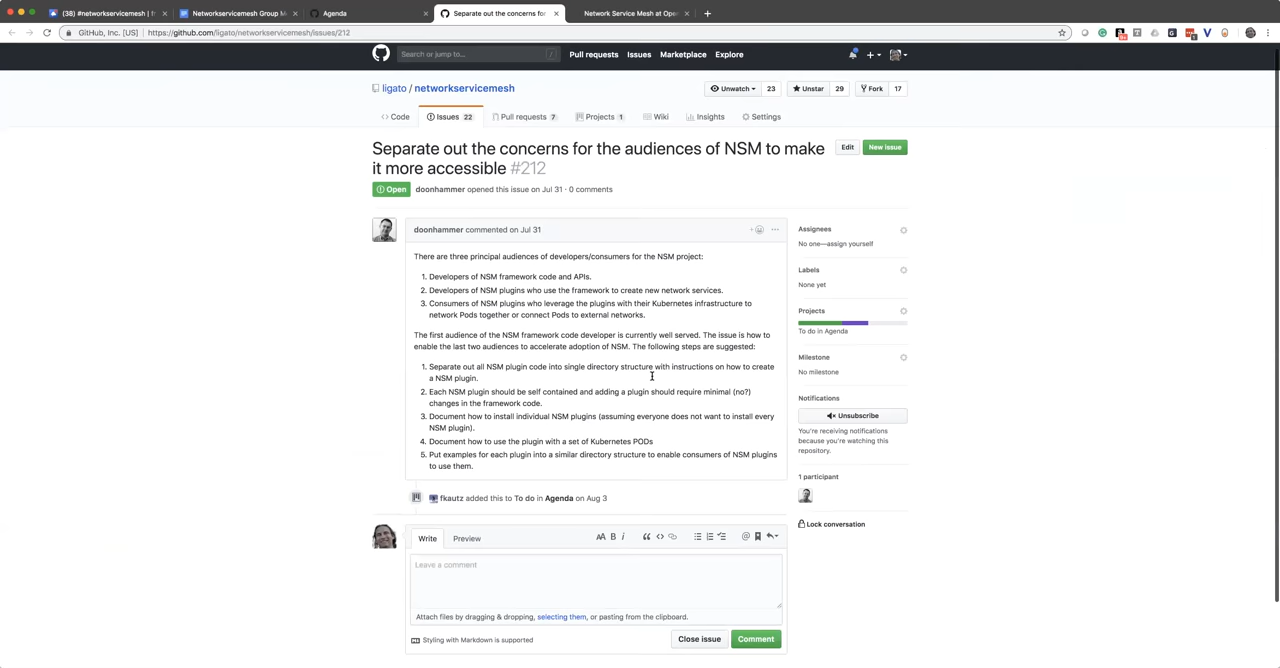 (38) #networkservicemesh | fr
Networkservicemesh Group M
Agenda
Separate out the concerns for
Network Service Mesh at Ope
GitHub, Inc. [US] | https://github.com/ligato/networkservicemesh/issues/212
Search or jump to...
/
Pull requests
Issues
Marketplace
Explore
ligato / networkservicemesh
Unwatch 23
Unstar 29
Fork 17
Code
Issues 22
Pull requests 7
Projects 1
Wiki
Insights
Settings
Separate out the concerns for the audiences of NSM to make
it more accessible #212
Edit
New issue
Open
doonhammer opened this issue on Jul 31 · 0 comments
doonhammer commented on Jul 31
There are three principal audiences of developers/consumers for the NSM project:
1. Developers of NSM framework code and APIs.
2. Developers of NSM plugins who use the framework to create new network services.
3. Consumers of NSM plugins who leverage the plugins with their Kubernetes infrastructure to
network Pods together or connect Pods to external networks.
The first audience of the NSM framework code developer is currently well served. The issue is how to
enable the last two audiences to accelerate adoption of NSM. The following steps are suggested:
1. Separate out all NSM plugin code into single directory structure with instructions on how to create
a NSM plugin.
2. Each NSM plugin should be self contained and adding a plugin should require minimal (no?)
changes in the framework code.
3. Document how to install individual NSM plugins (assuming everyone does not want to install every
NSM plugin).
4. Document how to use the plugin with a set of Kubernetes PODs
5. Put examples for each plugin into a similar directory structure to enable consumers of NSM plugins
to use them.
fkautz added this to To do in Agenda on Aug 3
Write
Preview
Leave a comment
Attach files by dragging & dropping, selecting them, or pasting from the clipboard.
Styling with Markdown is supported
Close issue
Comment
Assignees
No one—assign yourself
Labels
None yet
Projects
To do in Agenda
Milestone
No milestone
Notifications
Unsubscribe
You're receiving notifications
because you're watching this
repository.
1 participant
Lock conversation